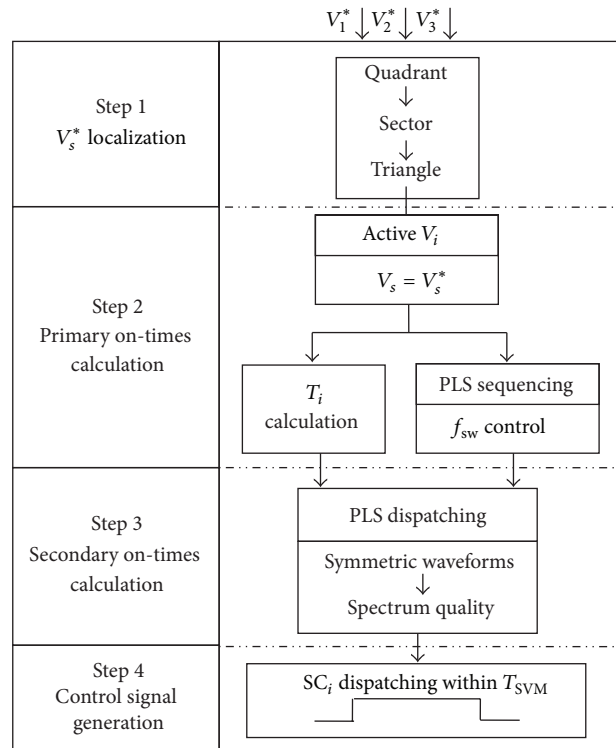 V₁* V₂* V₃*
Step 1
Vₛ* localization
Quadrant
Sector
Triangle
Step 2
Primary on-times
calculation
Active Vᵢ
Vₛ = Vₛ*
Tᵢ
calculation
PLS sequencing
f_sw control
Step 3
Secondary on-times
calculation
PLS dispatching
Symmetric waveforms
Spectrum quality
Step 4
Control signal
generation
SCᵢ dispatching within T_SVM